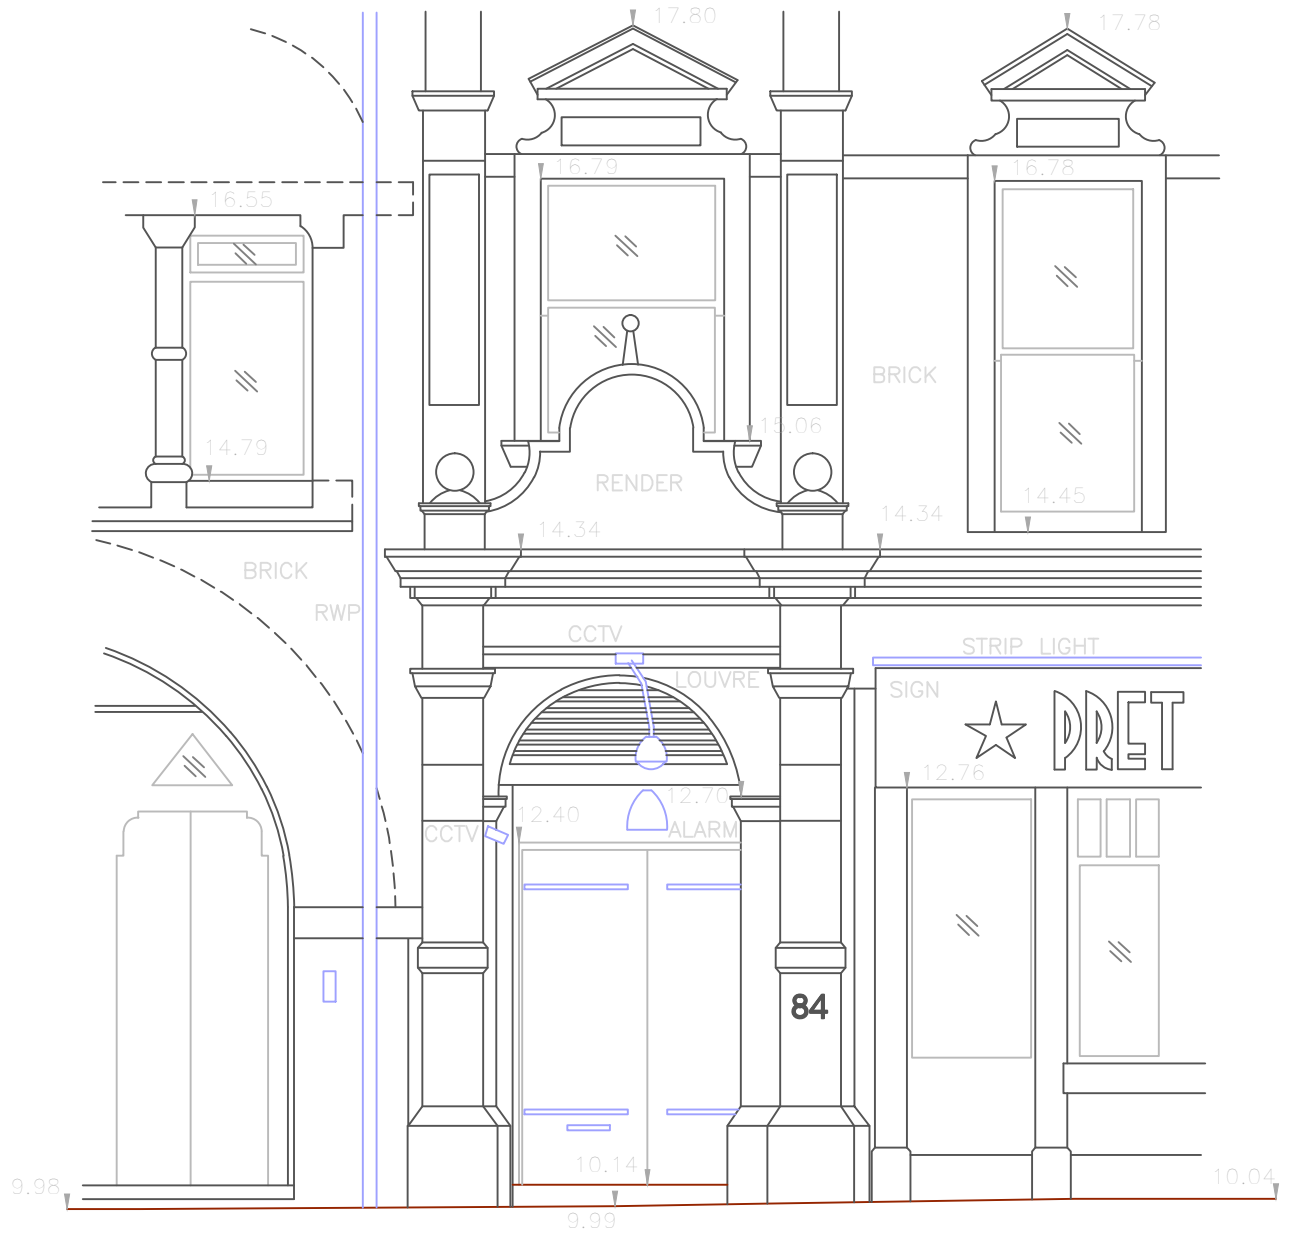 17.80
17.78
16.79
16.78
16.55
BRICK
15.06
14.79
RENDER
14.45
14.34
14.34
BRICK
RWP
CCTV
STRIP LIGHT
LOUVRE
SIGN
PRET
12.76
12.70
12.40
CCTV
ALARM
84
10.14
9.98
10.04
9.99